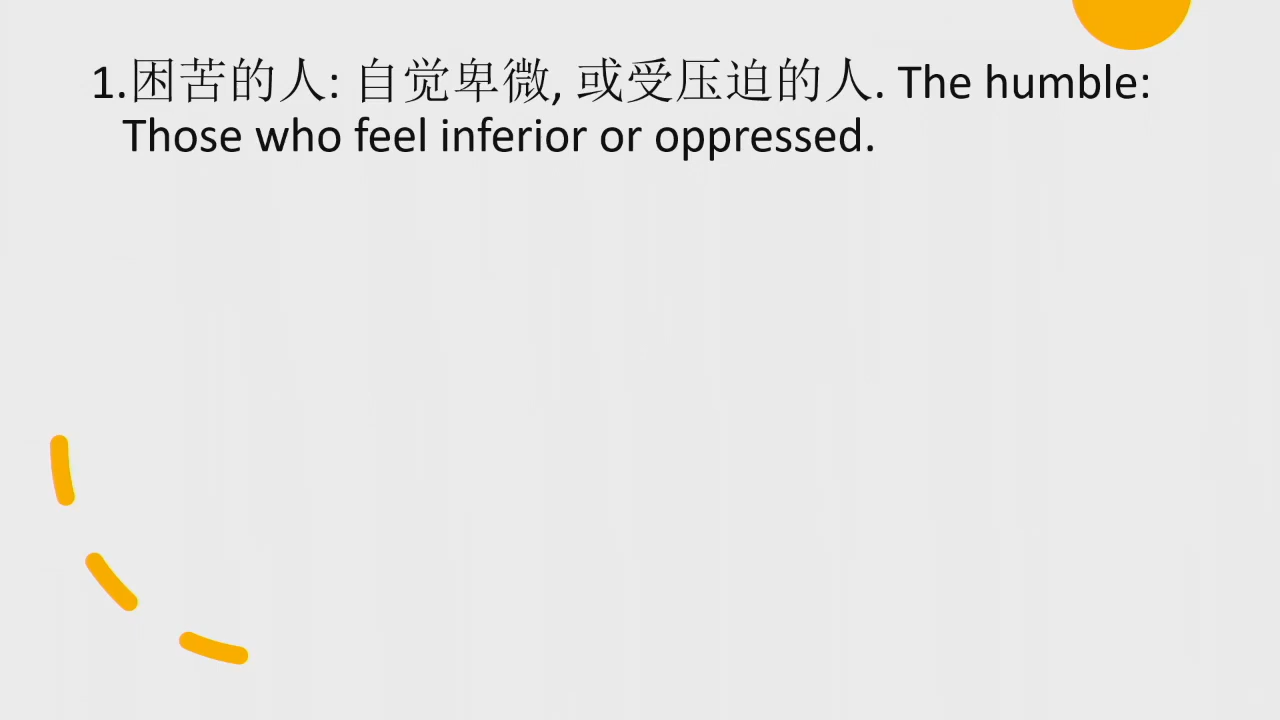 1.困苦的人: 自觉卑微, 或受压迫的人. The humble:
Those who feel inferior or oppressed.